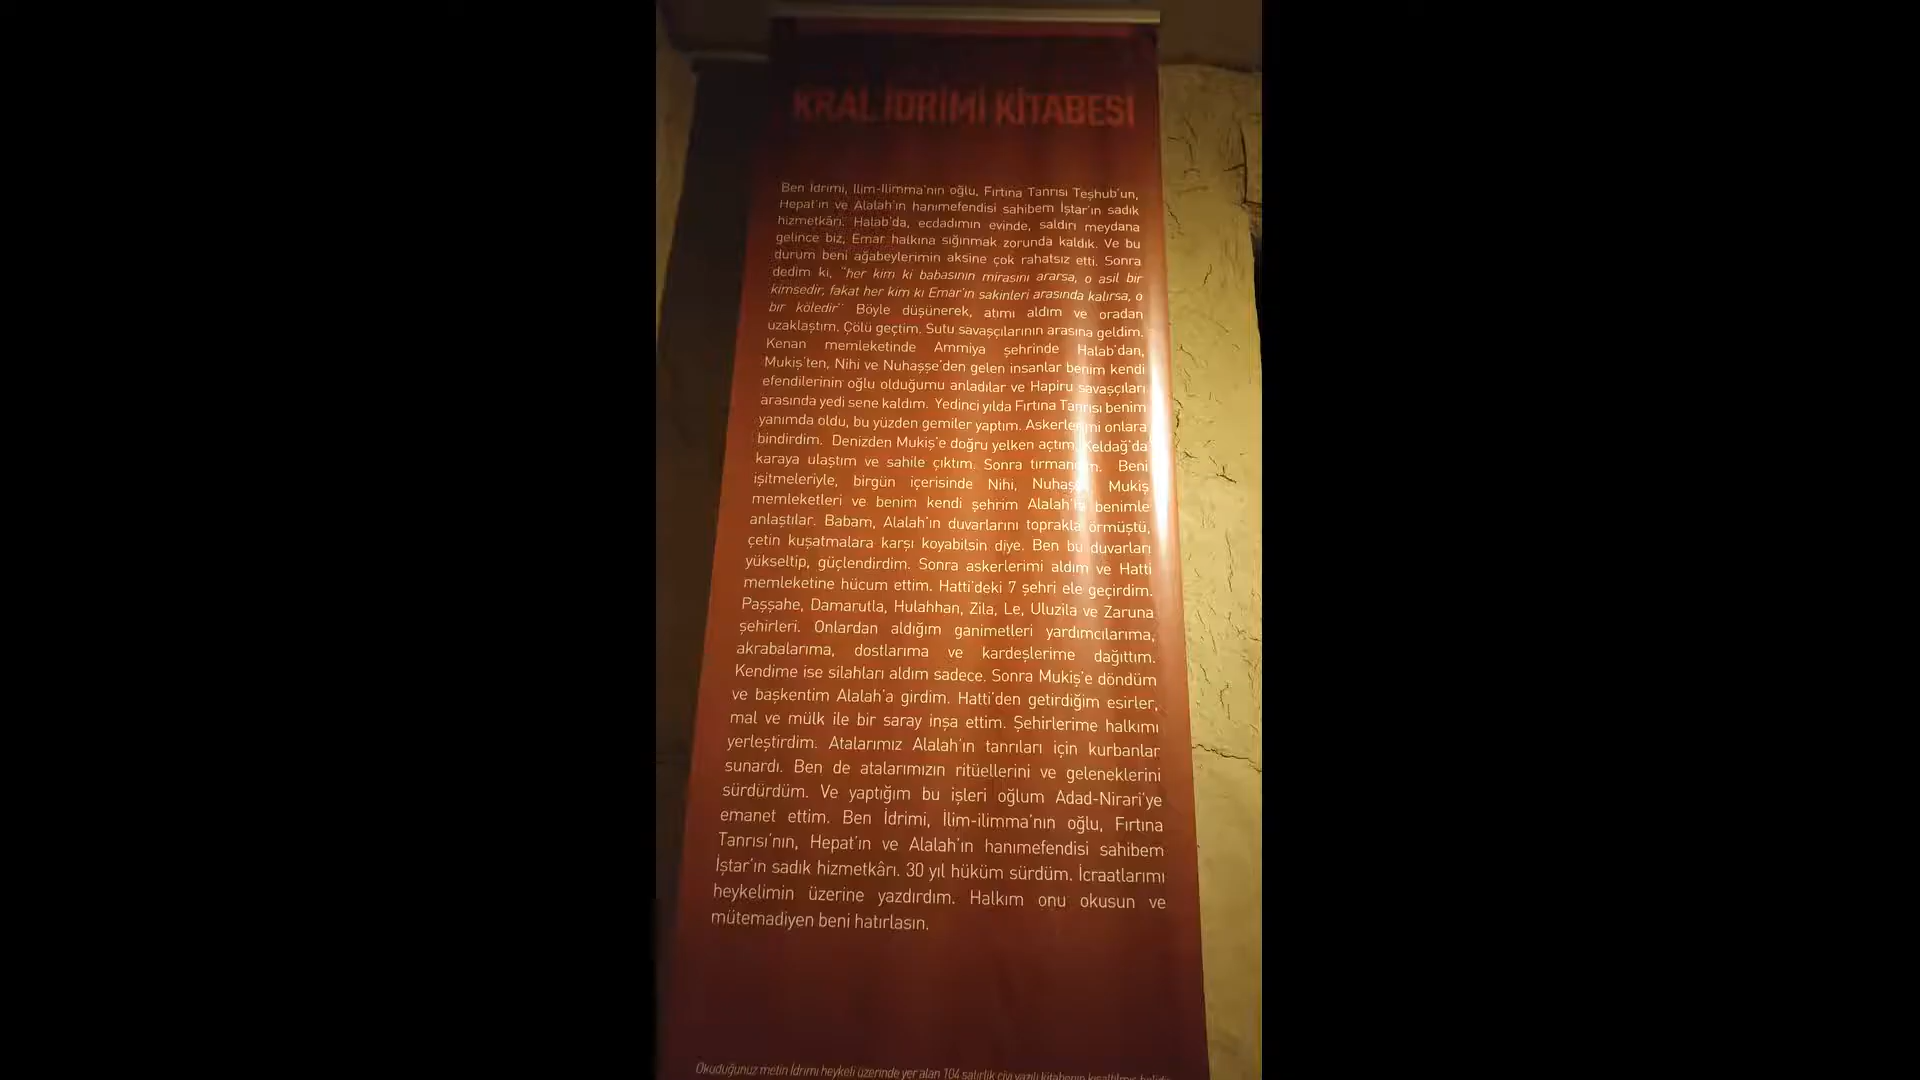 KRAL İDRİMİ KİTABESİ
Ben İdrimi, İlim-ilimma'nın oğlu, Fırtına Tanrısı Teşhub'un,
Hepat'ın ve Alalah'ın hanımefendisi sahibem İştar'ın sadık
hizmetkârı. Halab'da, ecdadımın evinde, saldırı meydana
gelince biz, Emar halkına sığınmak zorunda kaldık. Ve bu
durum beni ağabeylerimin aksine çok rahatsız etti. Sonra
dedim ki, "her kim ki babasının mirasını ararsa, o asil bir
kimsedir, fakat her kim ki Emar'ın sakinleri arasında kalırsa, o
bir köledir" Böyle düşünerek, atımı aldım ve oradan
uzaklaştım. Çölü geçtim. Sutu savaşçılarının arasına geldim.
Kenan memleketinde Ammiya şehrinde Halab'dan,
Mukiş'ten, Nihi ve Nuhaşşe'den gelen insanlar benim kendi
efendilerinin oğlu olduğumu anladılar ve Hapiru savaşçıları
arasında yedi sene kaldım. Yedinci yılda Fırtına Tanrısı benim
yanımda oldu, bu yüzden gemiler yaptım. Askerlerimi onlara
bindirdim. Denizden Mukiş'e doğru yelken açtım. Keldağ'da
karaya ulaştım ve sahile çıktım. Sonra tırmandım. Beni
işitmeleriyle, birgün içerisinde Nihi, Nuhaşşe, Mukiş
memleketleri ve benim kendi şehrim Alalah'ım benimle
anlaştılar. Babam, Alalah'ın duvarlarını toprakla örmüştü,
çetin kuşatmalara karşı koyabilsin diye. Ben bu duvarları
yükseltip, güçlendirdim. Sonra askerlerimi aldım ve Hatti
memleketine hücum ettim. Hatti'deki 7 şehri ele geçirdim.
Paşşahe, Damarutla, Hulahhan, Zila, Le, Uluzila ve Zaruna
şehirleri. Onlardan aldığım ganimetleri yardımcılarıma,
akrabalarıma, dostlarıma ve kardeşlerime dağıttım.
Kendime ise silahları aldım sadece. Sonra Mukiş'e döndüm
ve başkentim Alalah'a girdim. Hatti'den getirdiğim esirler,
mal ve mülk ile bir saray inşa ettim. Şehirlerime halkımı
yerleştirdim. Atalarımız Alalah'ın tanrıları için kurbanlar
sunardı. Ben de atalarımızın ritüellerini ve geleneklerini
sürdürdüm. Ve yaptığım bu işleri oğlum Adad-Nirari'ye
emanet ettim. Ben İdrimi, İlim-ilimma'nın oğlu, Fırtına
Tanrısı'nın, Hepat'ın ve Alalah'ın hanımefendisi sahibem
İştar'ın sadık hizmetkârı. 30 yıl hüküm sürdüm. İcraatlarımı
heykelimin üzerine yazdırdım. Halkım onu okusun ve
mütemadiyen beni hatırlasın.
Okuduğunuz metin İdrimi heykeli üzerinde yer alan 104 satırlık çivi yazılı kitabenin kısaltılmış halidir